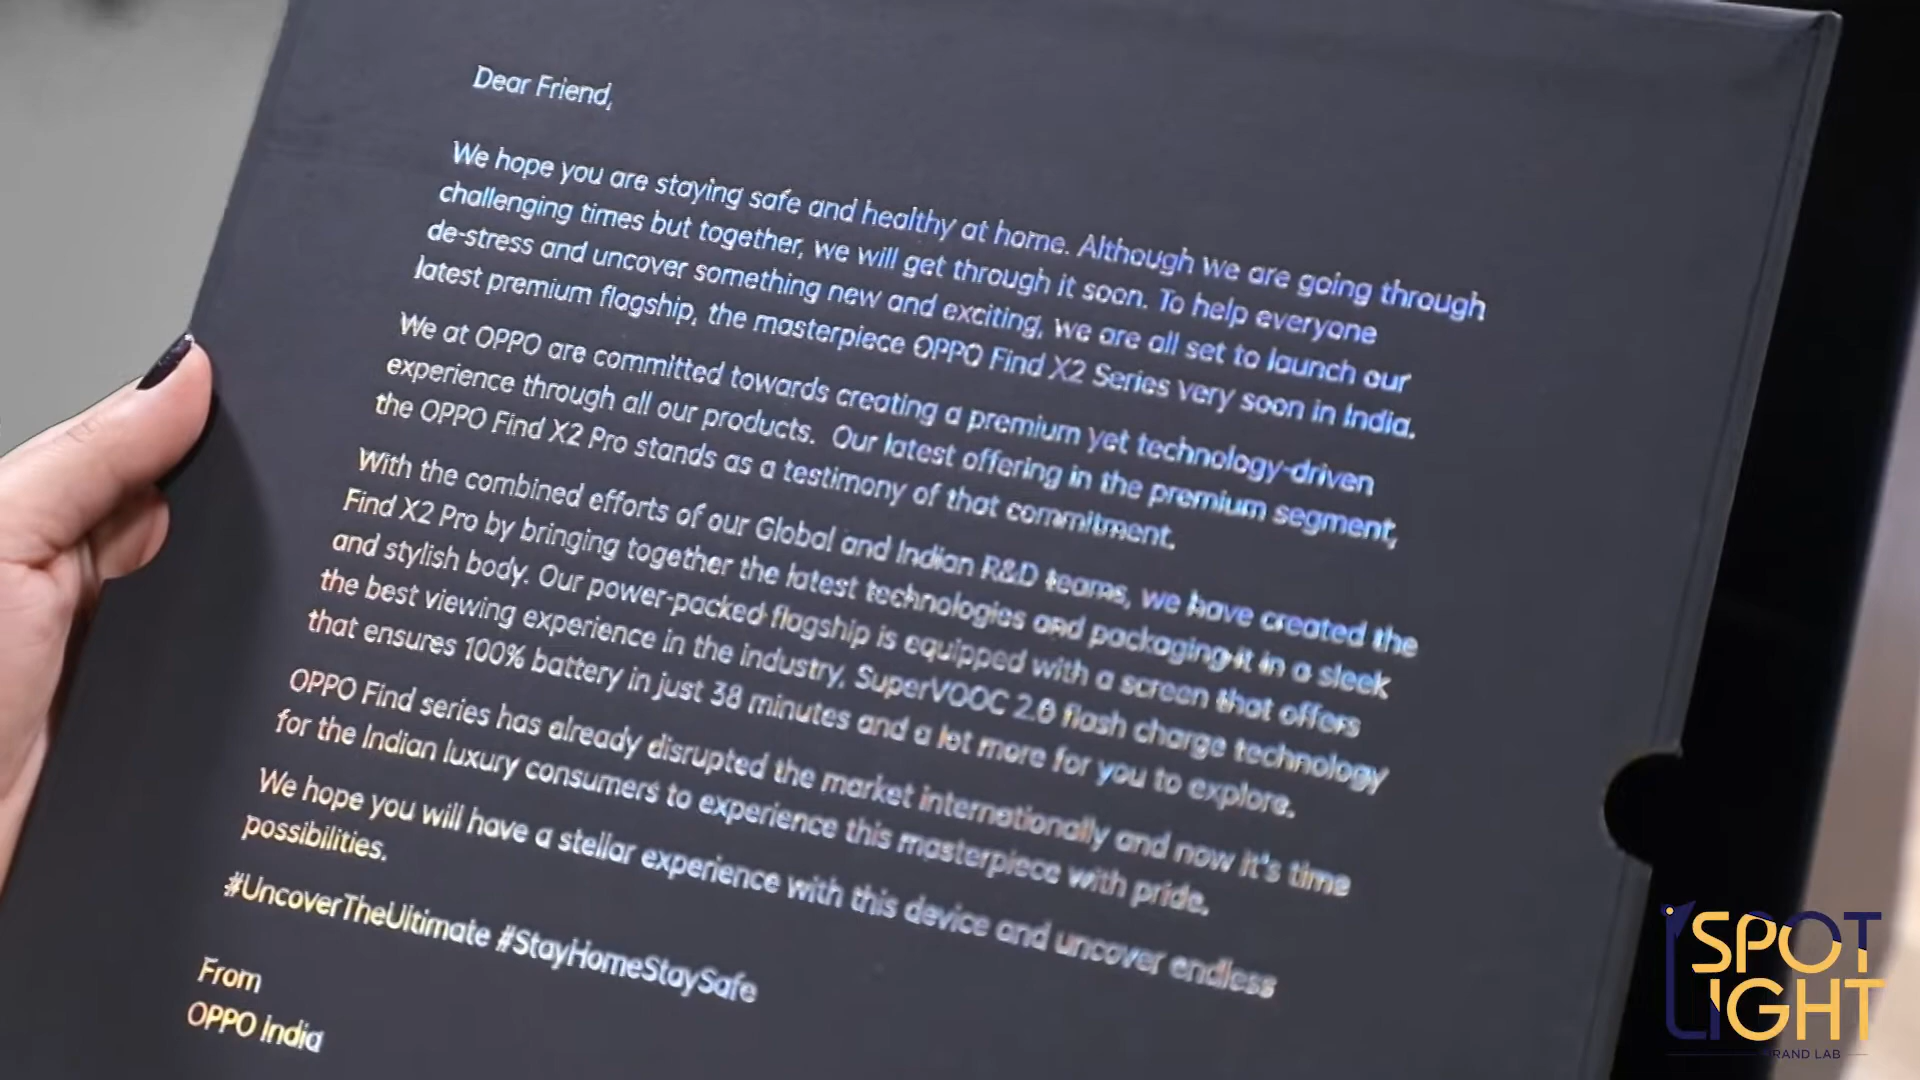 Dear Friend,
We hope you are staying safe and healthy at home. Although we are going through
challenging times but together, we will get through it soon. To help everyone
de-stress and uncover something new and exciting, we are all set to launch our
latest premium flagship, the masterpiece OPPO Find X2 Series very soon in India.
We at OPPO are committed towards creating a premium yet technology-driven
experience through all our products. Our latest offering in the premium segment,
the OPPO Find X2 Pro stands as a testimony of that commitment.
With the combined efforts of our Global and Indian R&D teams, we have created the
Find X2 Pro by bringing together the latest technologies and packaging it in a sleek
and stylish body. Our power-packed flagship is equipped with a screen that offers
the best viewing experience in the industry, SuperVOOC 2.0 flash charge technology
that ensures 100% battery in just 38 minutes and a lot more for you to explore.
OPPO Find series has already disrupted the market internationally and now it's time
for the Indian luxury consumers to experience this masterpiece with pride.
We hope you will have a stellar experience with this device and uncover endless
possibilities.
#UncoverTheUltimate #StayHomeStaySafe
From
OPPO India
SPOT
LIGHT
BRAND LAB